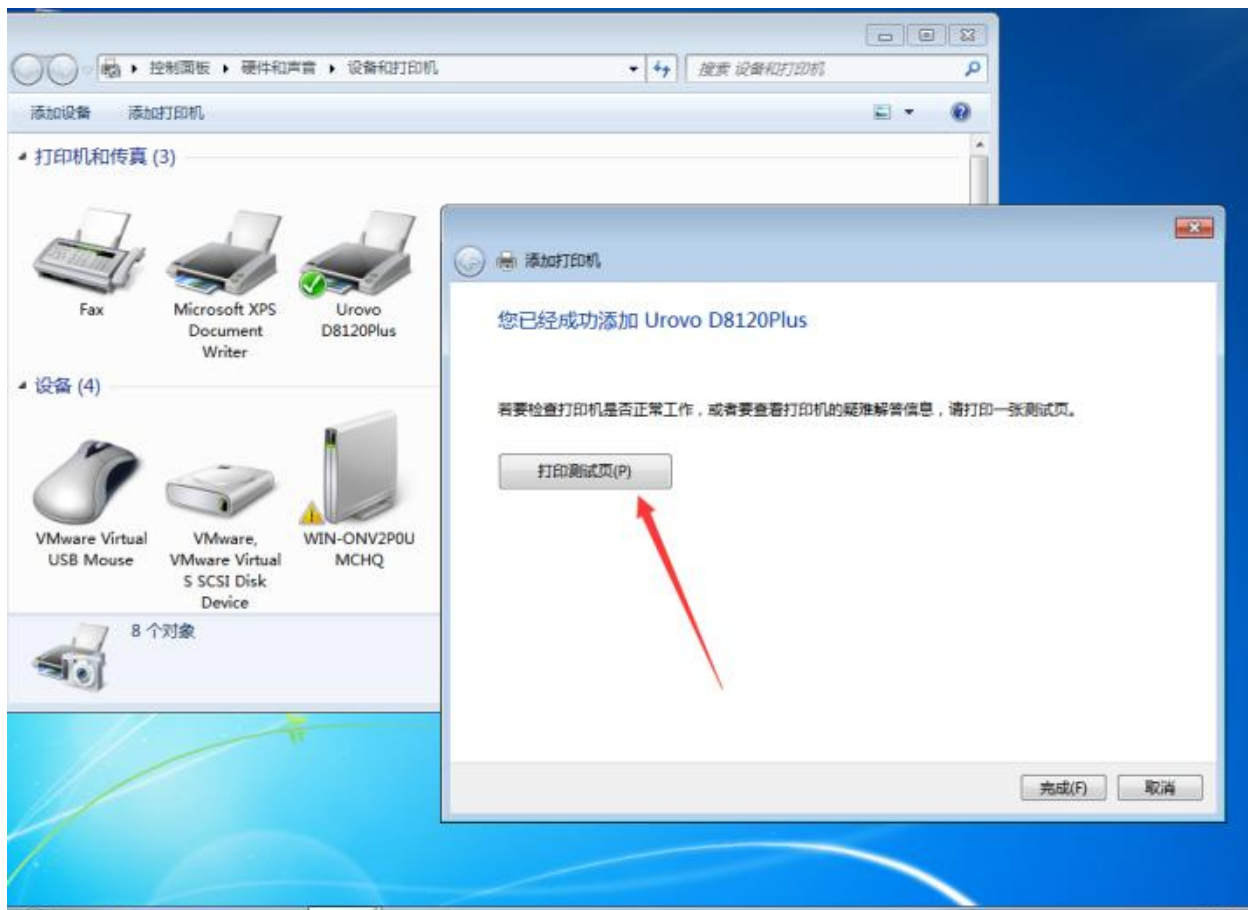 控制面板 硬件和声音 设备和打印机
搜索 设备和打印机
添加设备 添加打印机
打印机和传真 (3)
Fax
Microsoft XPS
Document
Writer
Urovo
D8120Plus
设备 (4)
VMware Virtual
USB Mouse
VMware,
VMware Virtual
S SCSI Disk
Device
WIN-ONV2P0U
MCHQ
8 个对象
添加打印机
您已经成功添加 Urovo D8120Plus
若要检查打印机是否正常工作，或者要查看打印机的疑难解答信息，请打印一张测试页。
打印测试页(P)
完成(F)
取消